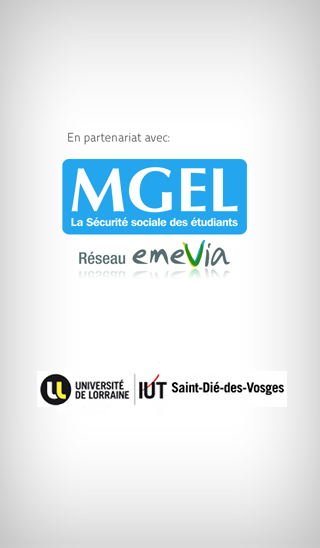 En partenariat avec:
MGEL
La Sécurité sociale des étudiants
Réseau emevia
UNIVERSITÉ
DE LORRAINE
IUT Saint-Dié-des-Vosges